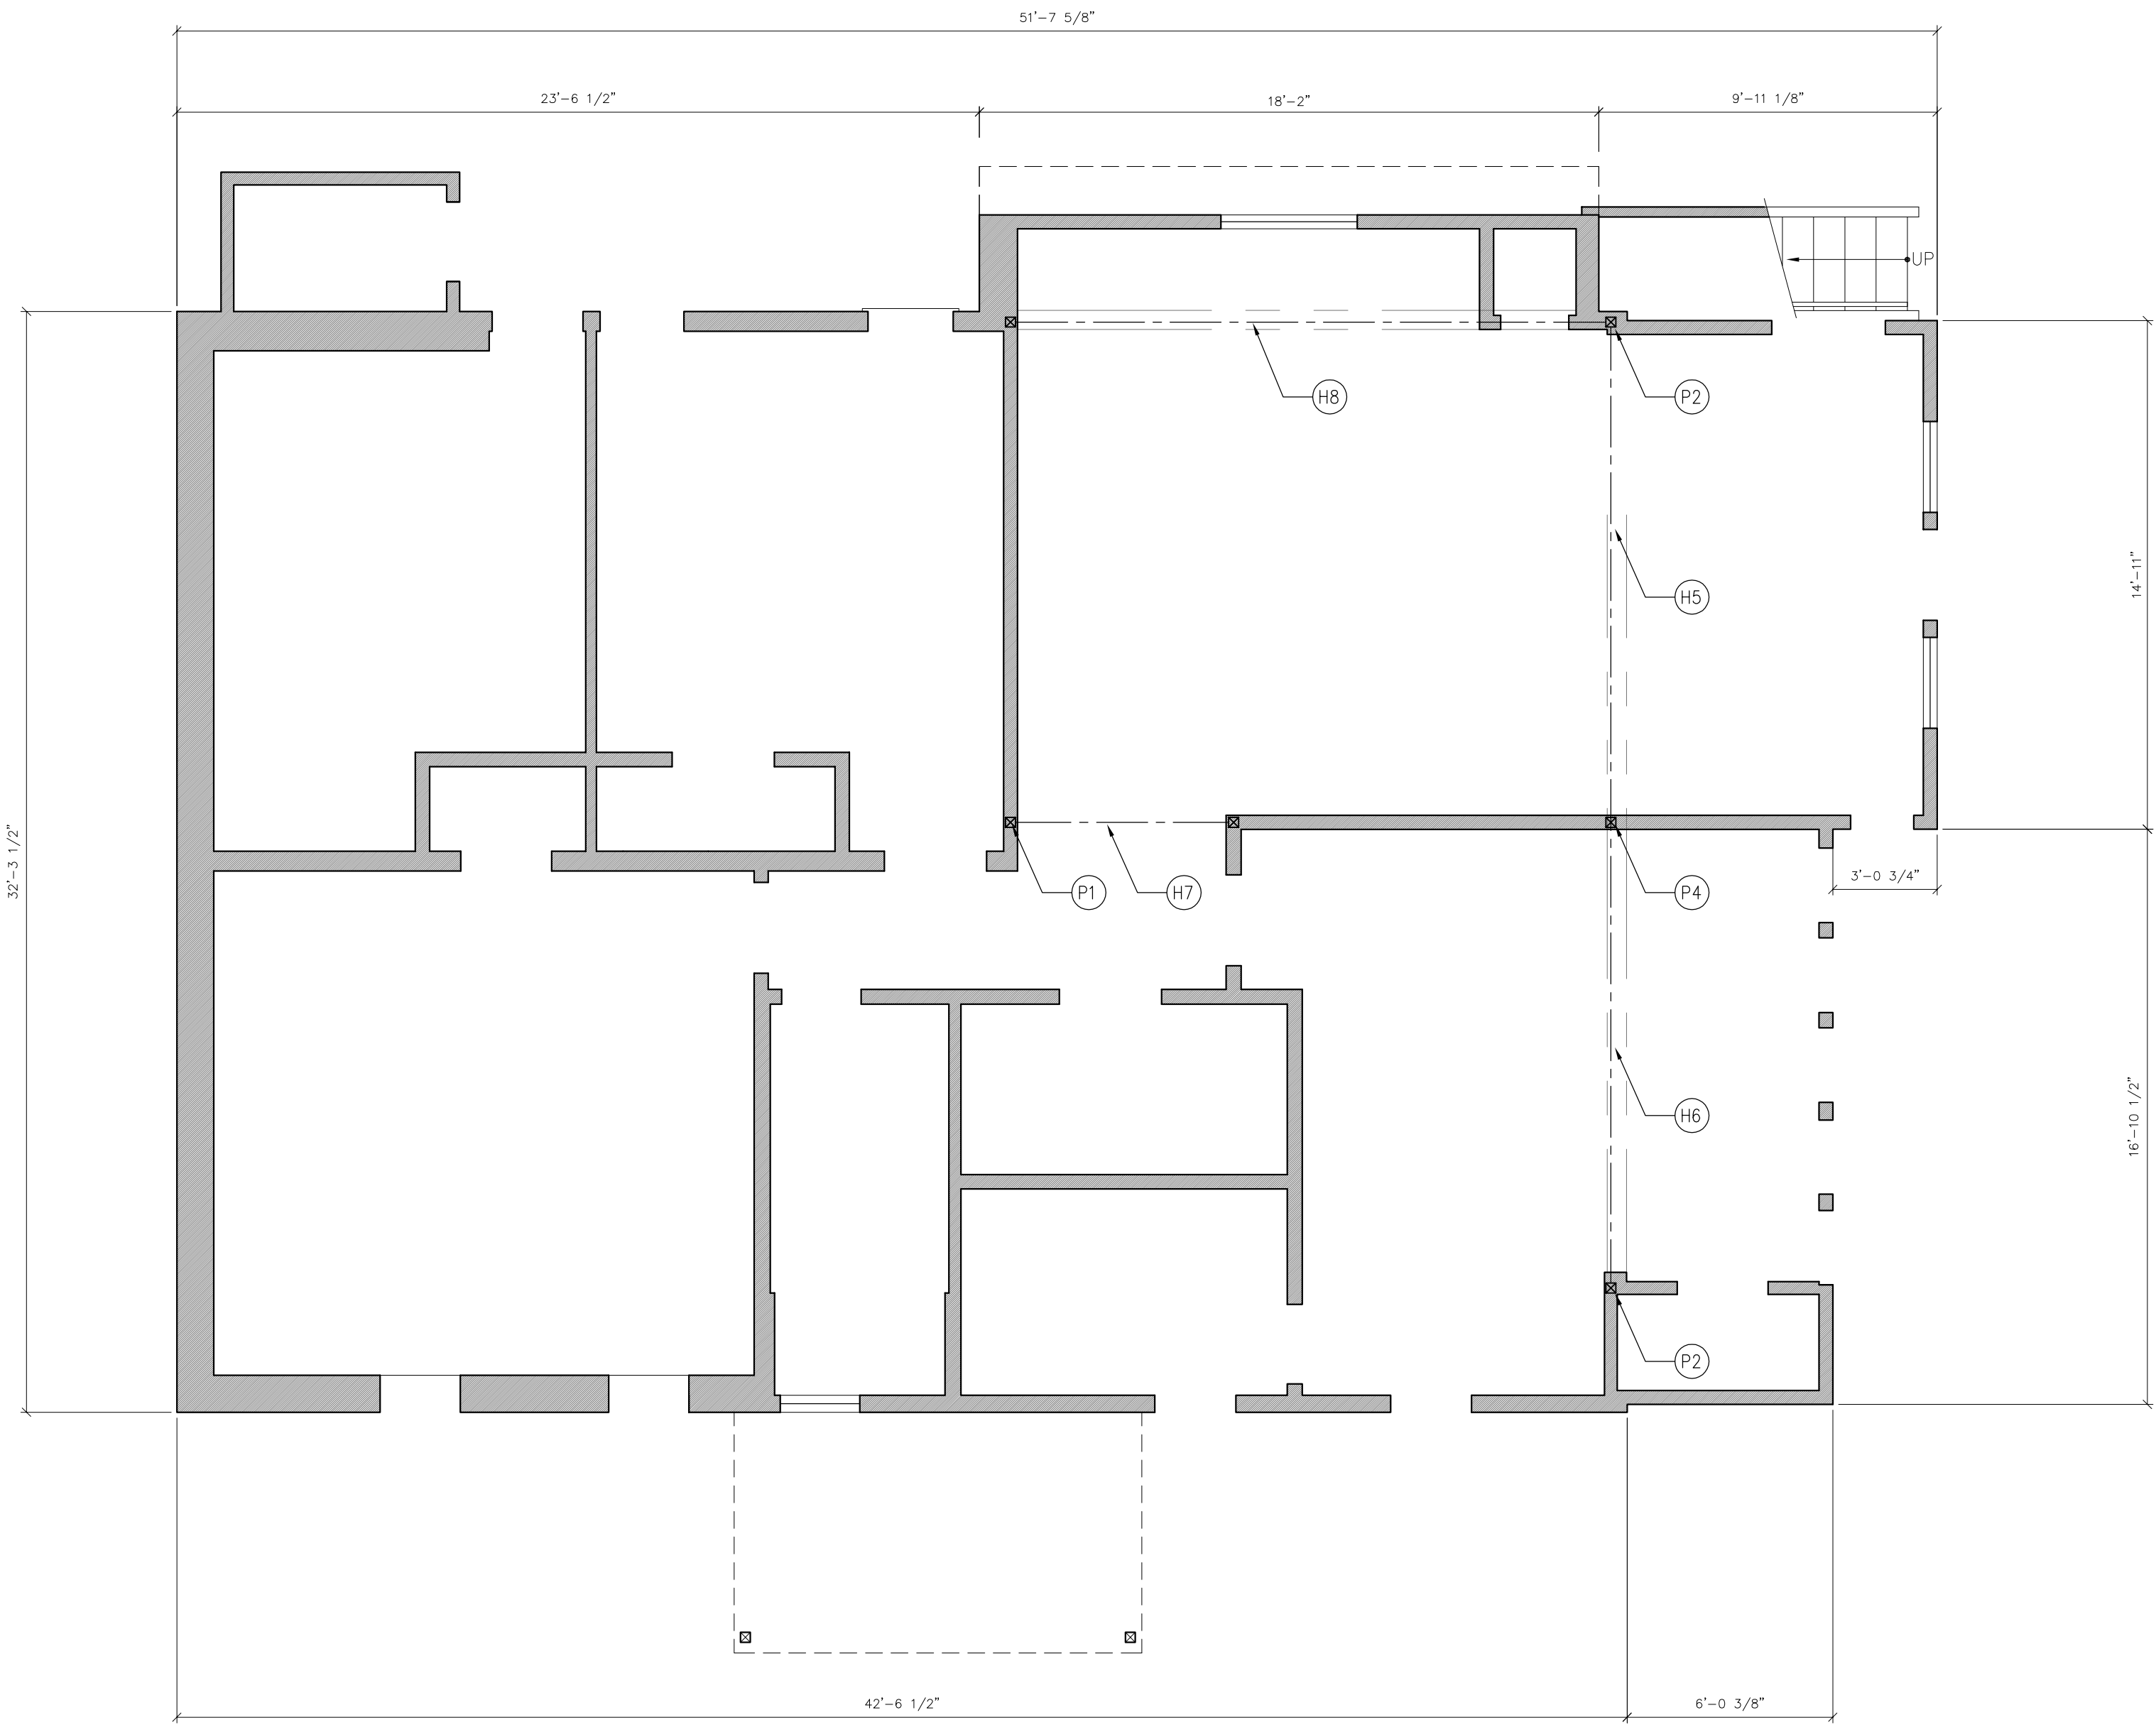 51'-7 5/8"
23'-6 1/2"
18'-2"
9'-11 1/8"
UP
H8
P2
H5
14'-11"
32'-3 1/2"
P1
H7
P4
3'-0 3/4"
H6
16'-10 1/2"
P2
42'-6 1/2"
6'-0 3/8"